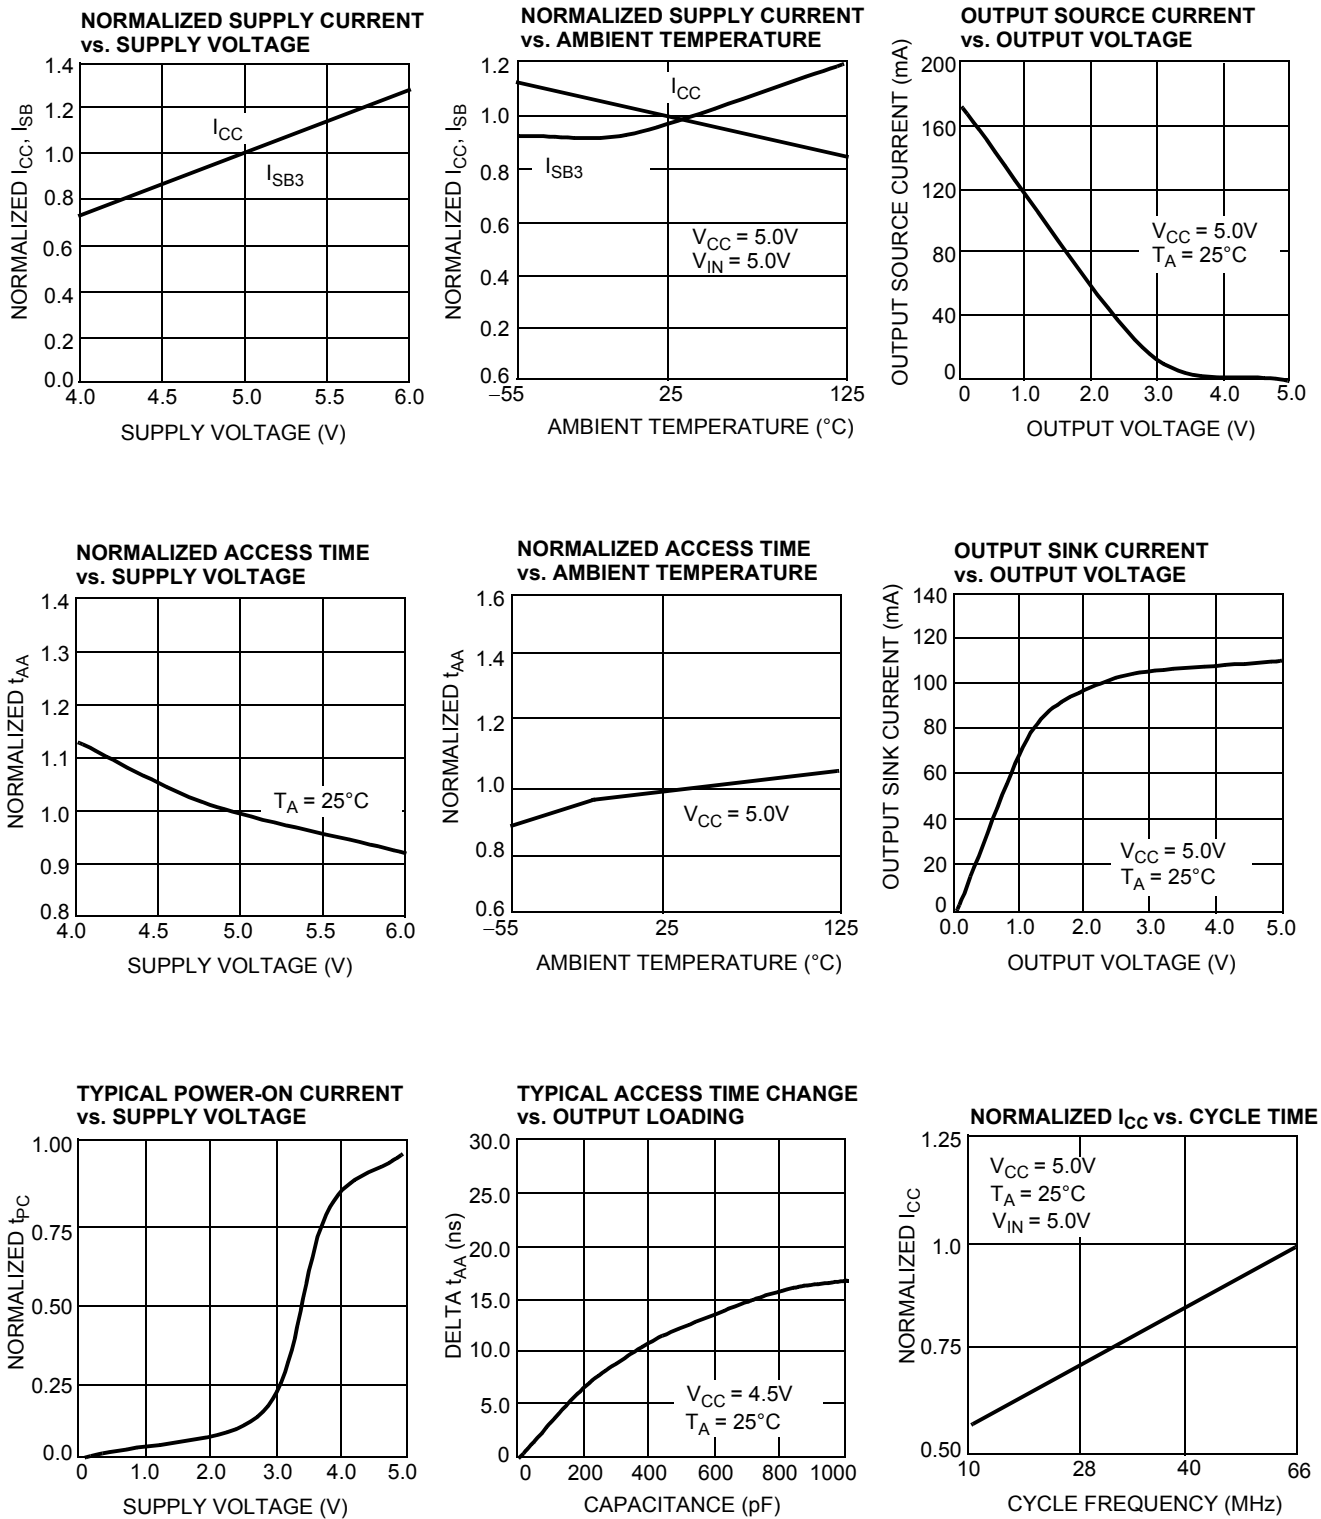 NORMALIZED SUPPLY CURRENT
vs. SUPPLY VOLTAGE
1.4
1.2
1.0
0.8
0.6
0.4
0.2
0.0
NORMALIZED ICC, ISB
ICC
ISB3
4.0 4.5 5.0 5.5 6.0
SUPPLY VOLTAGE (V)
NORMALIZED SUPPLY CURRENT
vs. AMBIENT TEMPERATURE
1.2
1.0
0.8
0.6
0.4
0.2
0.6
NORMALIZED ICC, ISB
ICC
ISB3
VCC = 5.0V
VIN = 5.0V
–55 25 125
AMBIENT TEMPERATURE (°C)
OUTPUT SOURCE CURRENT
vs. OUTPUT VOLTAGE
200
160
120
80
40
0
OUTPUT SOURCE CURRENT (mA)
VCC = 5.0V
TA = 25°C
0 1.0 2.0 3.0 4.0 5.0
OUTPUT VOLTAGE (V)
NORMALIZED ACCESS TIME
vs. SUPPLY VOLTAGE
1.4
1.3
1.2
1.1
1.0
0.9
0.8
NORMALIZED tAA
TA = 25°C
4.0 4.5 5.0 5.5 6.0
SUPPLY VOLTAGE (V)
NORMALIZED ACCESS TIME
vs. AMBIENT TEMPERATURE
1.6
1.4
1.2
1.0
0.8
0.6
NORMALIZED tAA
VCC = 5.0V
–55 25 125
AMBIENT TEMPERATURE (°C)
OUTPUT SINK CURRENT
vs. OUTPUT VOLTAGE
140
120
100
80
60
40
20
0
OUTPUT SINK CURRENT (mA)
VCC = 5.0V
TA = 25°C
0.0 1.0 2.0 3.0 4.0 5.0
OUTPUT VOLTAGE (V)
TYPICAL POWER-ON CURRENT
vs. SUPPLY VOLTAGE
1.00
0.75
0.50
0.25
0.0
NORMALIZED tPC
0 1.0 2.0 3.0 4.0 5.0
SUPPLY VOLTAGE (V)
TYPICAL ACCESS TIME CHANGE
vs. OUTPUT LOADING
30.0
25.0
20.0
15.0
10.0
5.0
0
DELTA tAA (ns)
VCC = 4.5V
TA = 25°C
0 200 400 600 800 1000
CAPACITANCE (pF)
NORMALIZED ICC vs. CYCLE TIME
1.25
1.0
0.75
0.50
NORMALIZED ICC
VCC = 5.0V
TA = 25°C
VIN = 5.0V
10 28 40 66
CYCLE FREQUENCY (MHz)